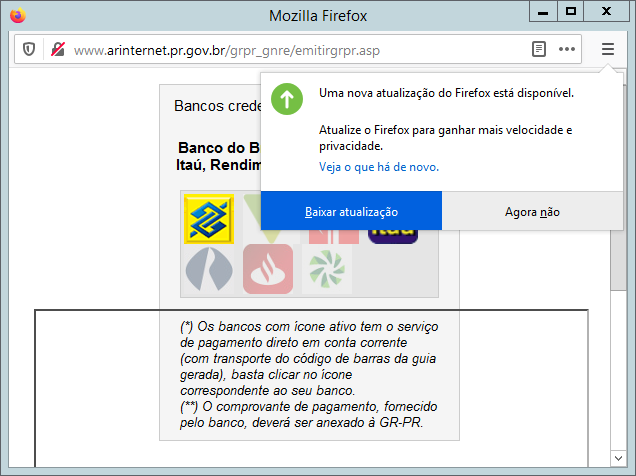 Mozilla Firefox
www.arinternet.pr.gov.br/grpr_gnre/emitirgrpr.asp
Uma nova atualização do Firefox está disponível.
Atualize o Firefox para ganhar mais velocidade e
privacidade.
Veja o que há de novo.
Baixar atualização
Agora não
Bancos
Banco do
Itaú,
(*) Os bancos com ícone ativo tem o serviço
de pagamento direto em conta corrente
(com transporte do código de barras da guia
gerada), basta clicar no ícone
correspondente ao seu banco.
(**) O comprovante de pagamento, fornecido
pelo banco, deverá ser anexado à GR-PR.